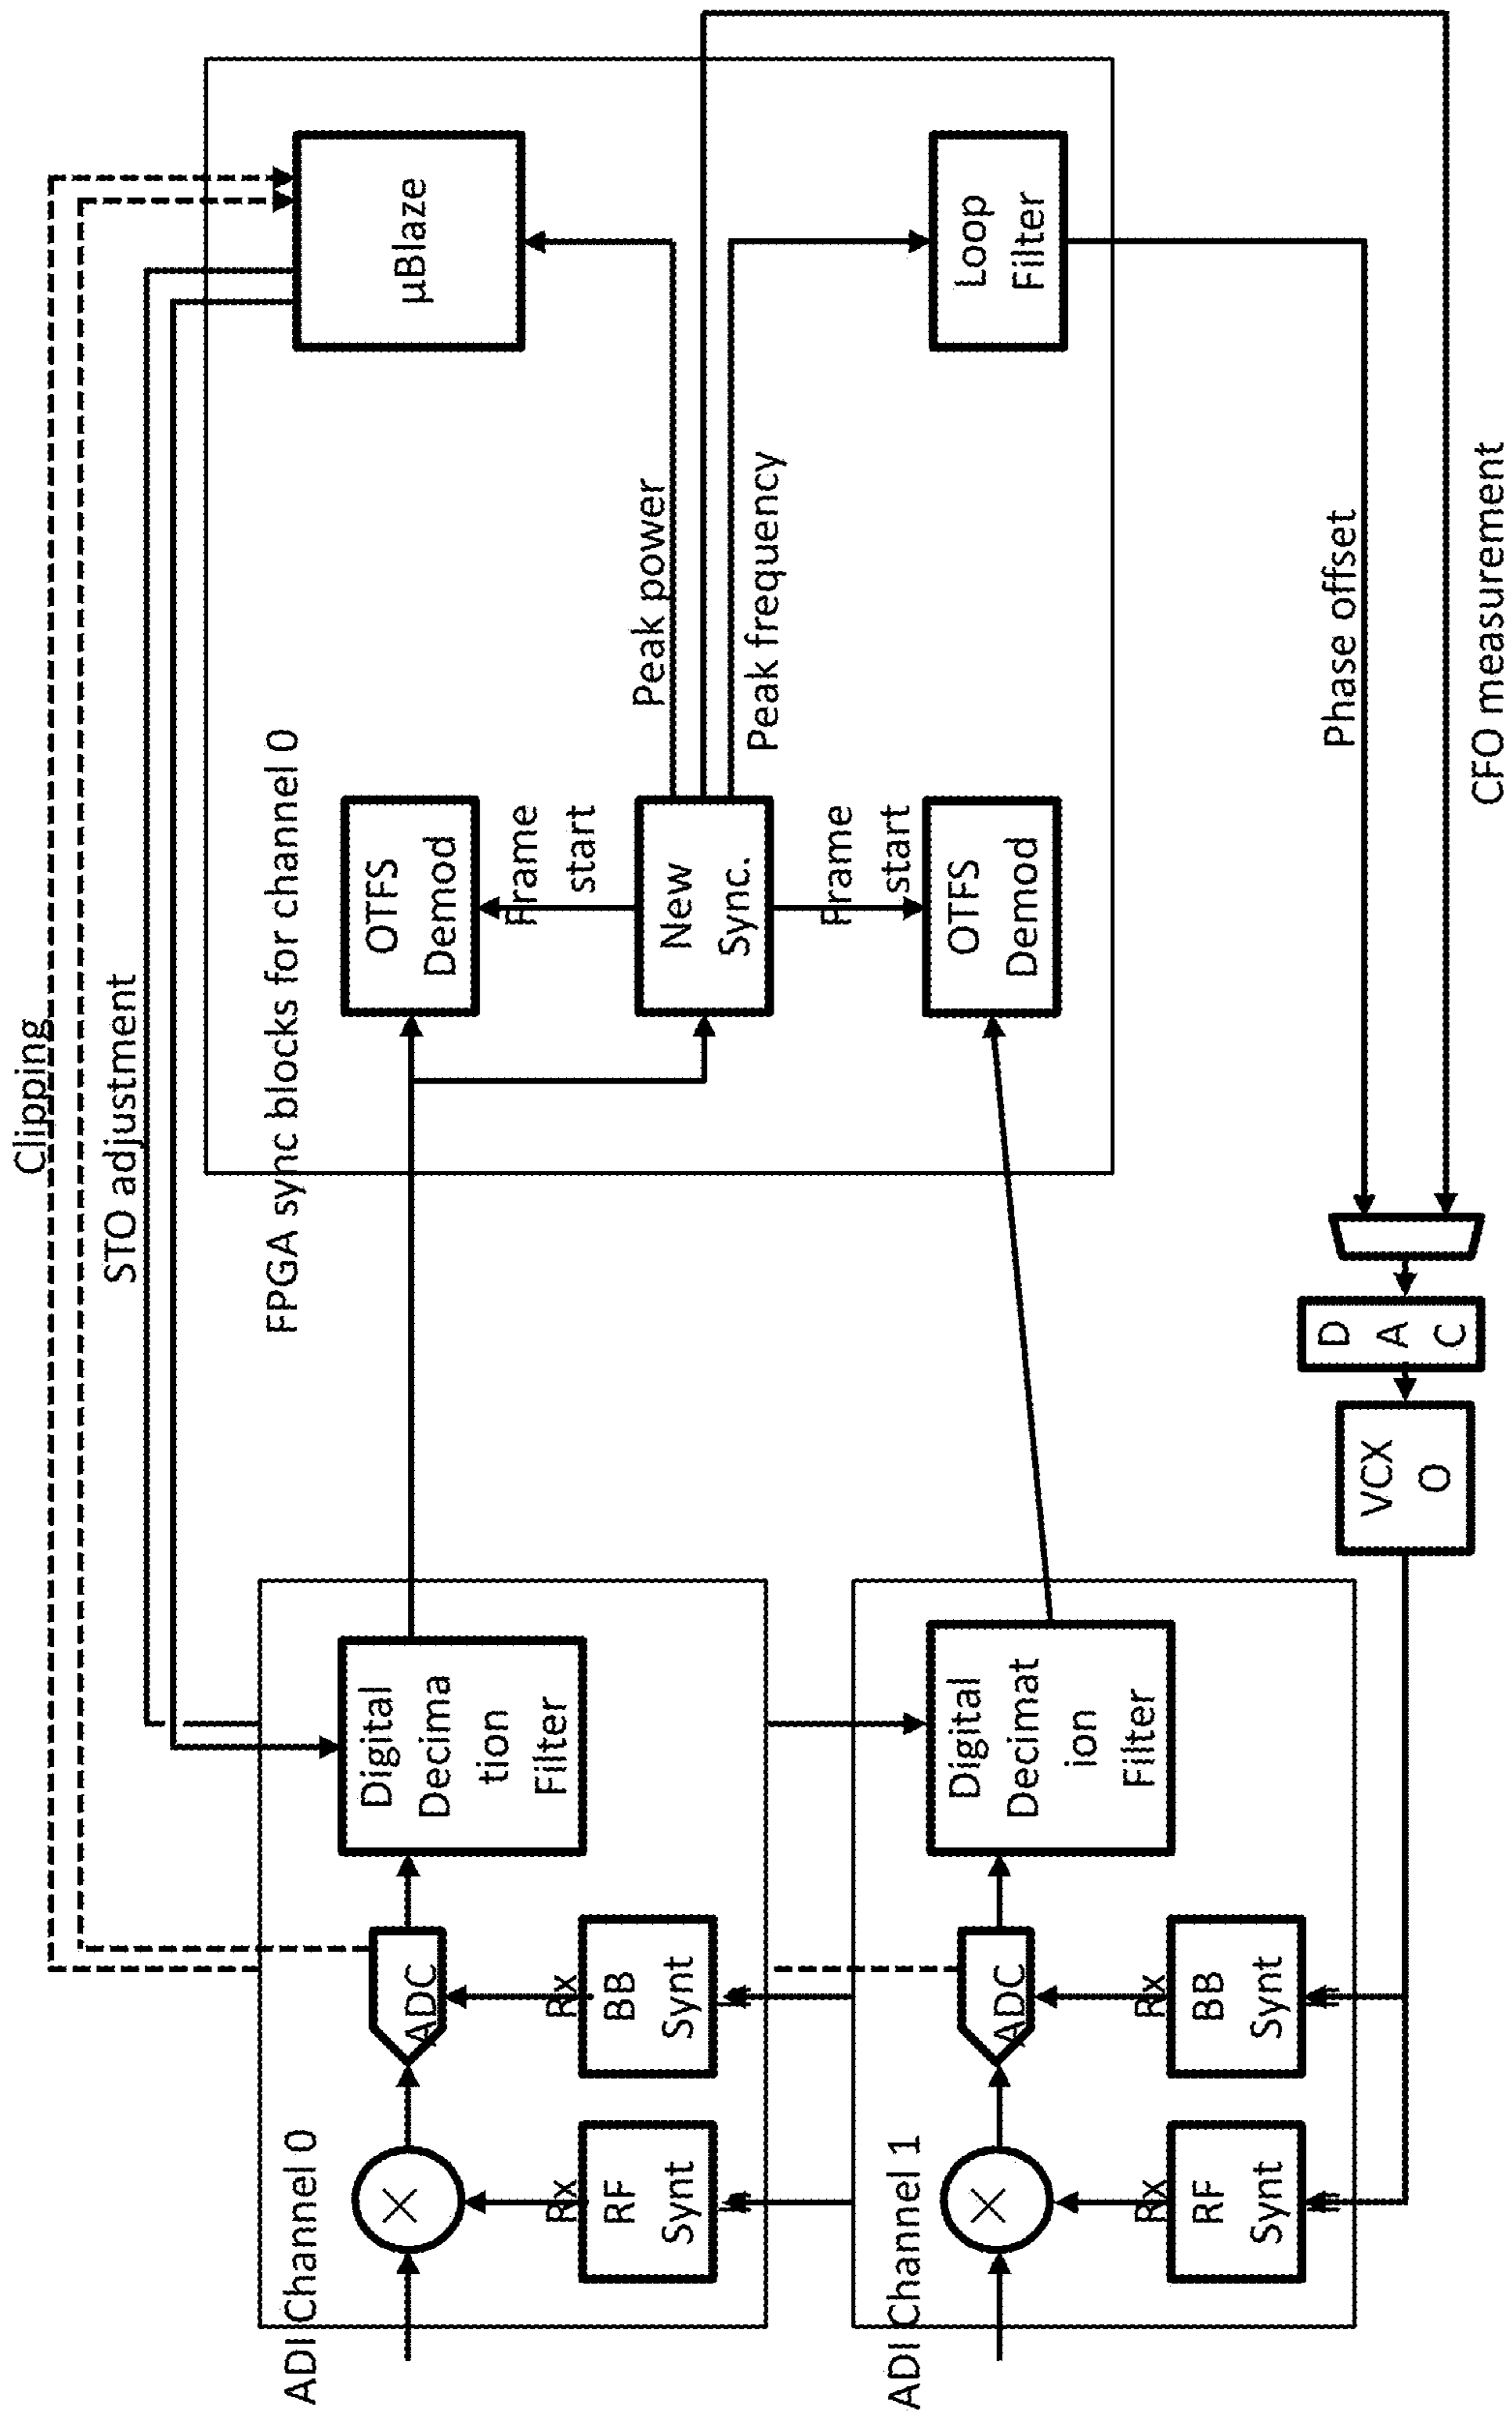 Clipping
STO adjustment
FPGA sync blocks for channel 0
ADI Channel 0
×
Rx
RF
Synt
ADC
Rx
BB
Synt
Digital
Decima
tion
Filter
OTFS
Demod
Frame
start
New
Sync.
Frame
start
OTFS
Demod
Peak power
Peak frequency
µBlaze
Loop
Filter
ADI Channel 1
×
Rx
RF
Synt
ADC
Rx
BB
Synt
Digital
Decimat
ion
Filter
VCX
O
D
A
C
Phase offset
CFO measurement